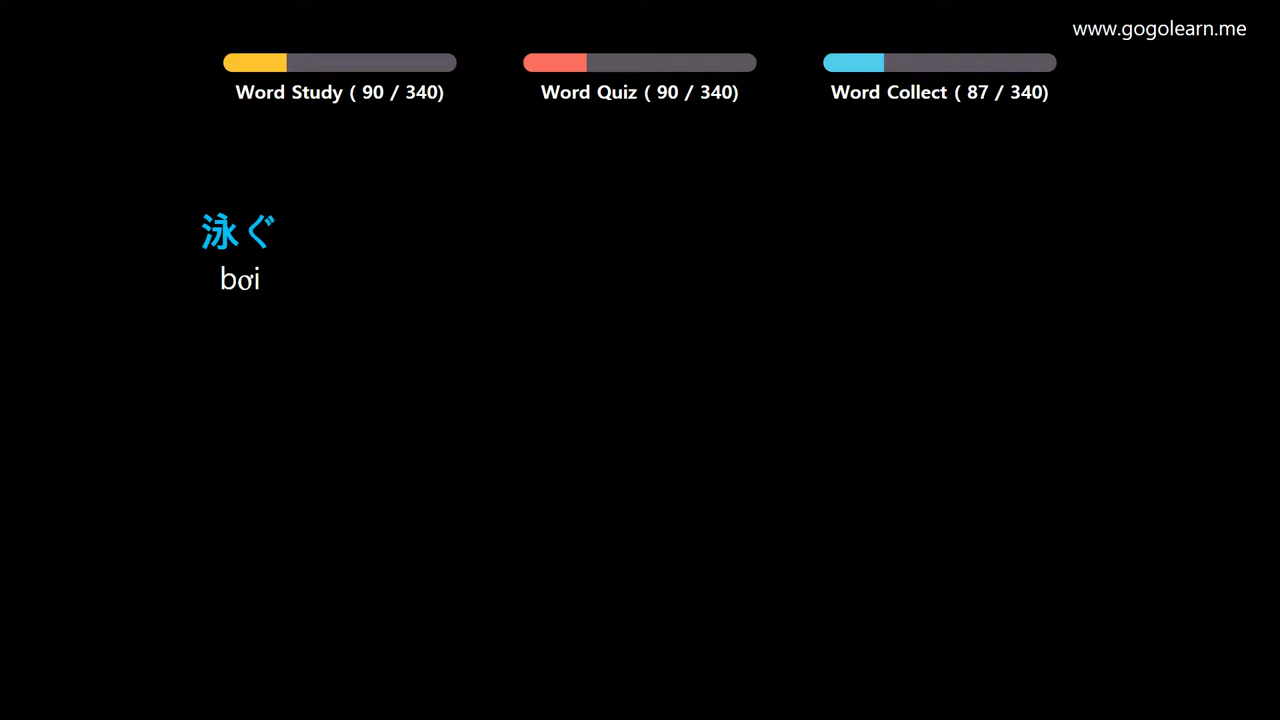 www.gogolearn.me
Word Study ( 90 / 340)
Word Quiz ( 90 / 340)
Word Collect ( 87 / 340)
泳ぐ
bơi